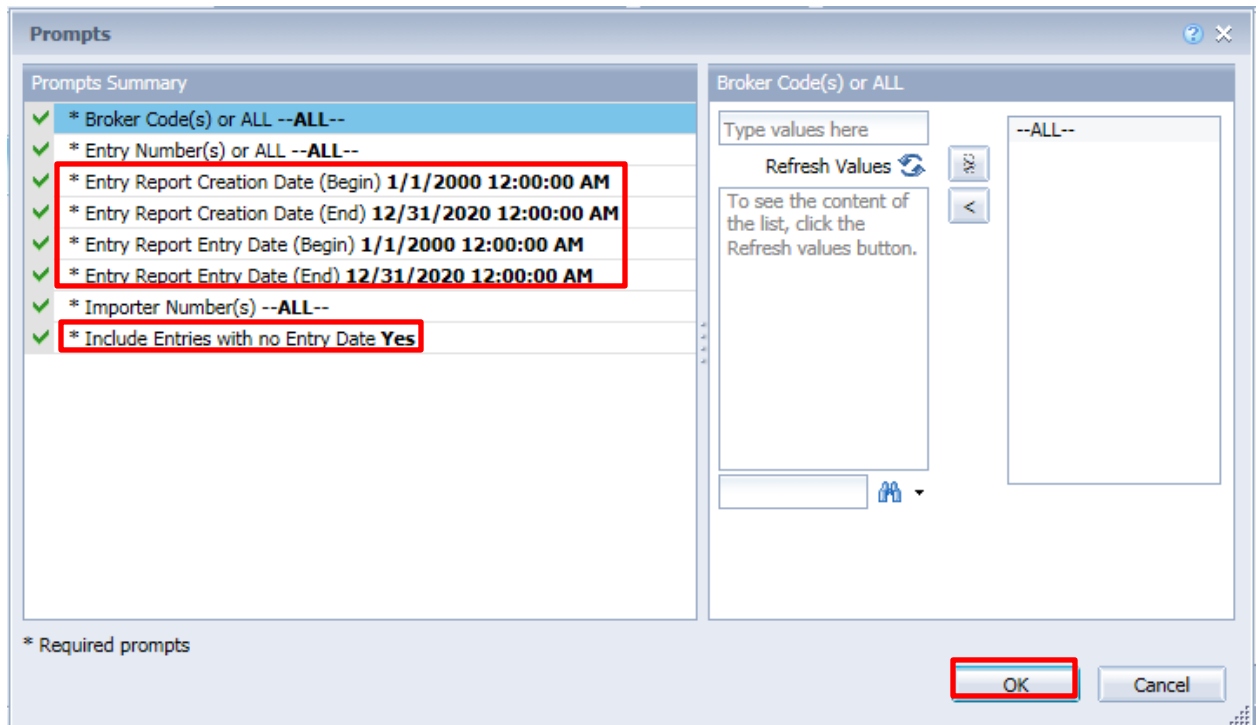 Prompts
Prompts Summary
* Broker Code(s) or ALL --ALL--
* Entry Number(s) or ALL --ALL--
* Entry Report Creation Date (Begin) 1/1/2000 12:00:00 AM
* Entry Report Creation Date (End) 12/31/2020 12:00:00 AM
* Entry Report Entry Date (Begin) 1/1/2000 12:00:00 AM
* Entry Report Entry Date (End) 12/31/2020 12:00:00 AM
* Importer Number(s) --ALL--
* Include Entries with no Entry Date Yes
Broker Code(s) or ALL
Type values here
Refresh Values
To see the content of
the list, click the
Refresh values button.
<
--ALL--
* Required prompts
OK
Cancel